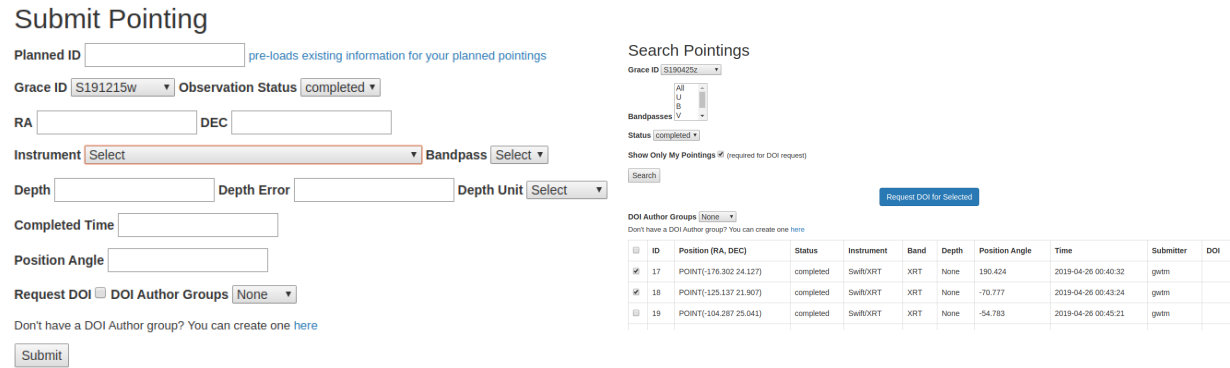 Submit Pointing
Planned ID pre-loads existing information for your planned pointings
Grace ID S191215w Observation Status completed
RA DEC
Instrument Select Bandpass Select
Depth Depth Error Depth Unit Select
Completed Time
Position Angle
Request DOI DOI Author Groups None
Don't have a DOI Author group? You can create one here
Submit
Search Pointings
Grace ID S190425z
All
U
B
Bandpasses V
Status completed
Show Only My Pointings (required for DOI request)
Search
Request DOI for Selected
DOI Author Groups None
Don't have a DOI Author group? You can create one here
ID Position (RA, DEC) Status Instrument Band Depth Position Angle Time Submitter DOI
17 POINT(-176.302 24.127) completed Swift/XRT XRT None 190.424 2019-04-26 00:40:32 gwtm
18 POINT(-125.137 21.907) completed Swift/XRT XRT None -70.777 2019-04-26 00:43:24 gwtm
19 POINT(-104.287 25.041) completed Swift/XRT XRT None -54.783 2019-04-26 00:45:21 gwtm